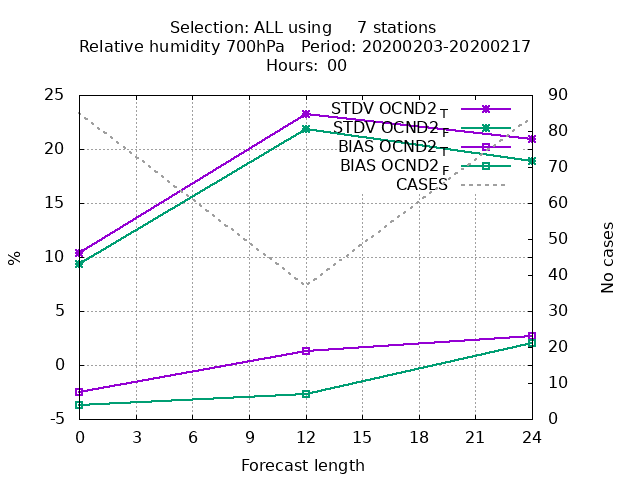 Selection: ALL using 7 stations
Relative humidity 700hPa Period: 20200203-20200217
Hours: 00
25
20
15
10
5
0
-5
%
90
80
70
60
50
40
30
20
10
0
No cases
STDV OCND2_T
STDV OCND2_F
BIAS OCND2_T
BIAS OCND2_F
CASES
0 3 6 9 12 15 18 21 24
Forecast length